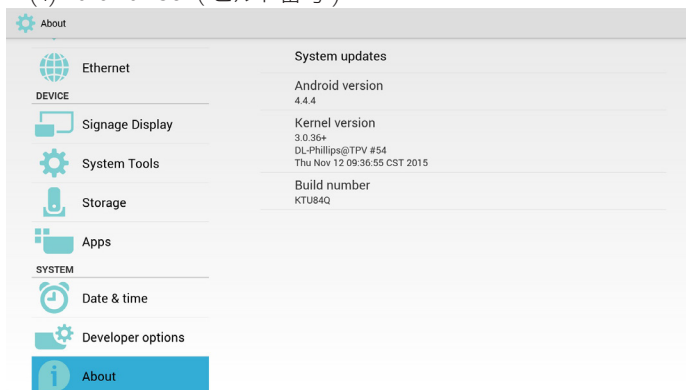 About
Ethernet
DEVICE
Signage Display
System Tools
Storage
Apps
SYSTEM
Date & time
Developer options
About
System updates
Android version
4.4.4
Kernel version
3.0.36+
DL-Phillips@TPV #54
Thu Nov 12 09:36:55 CST 2015
Build number
KTU84Q